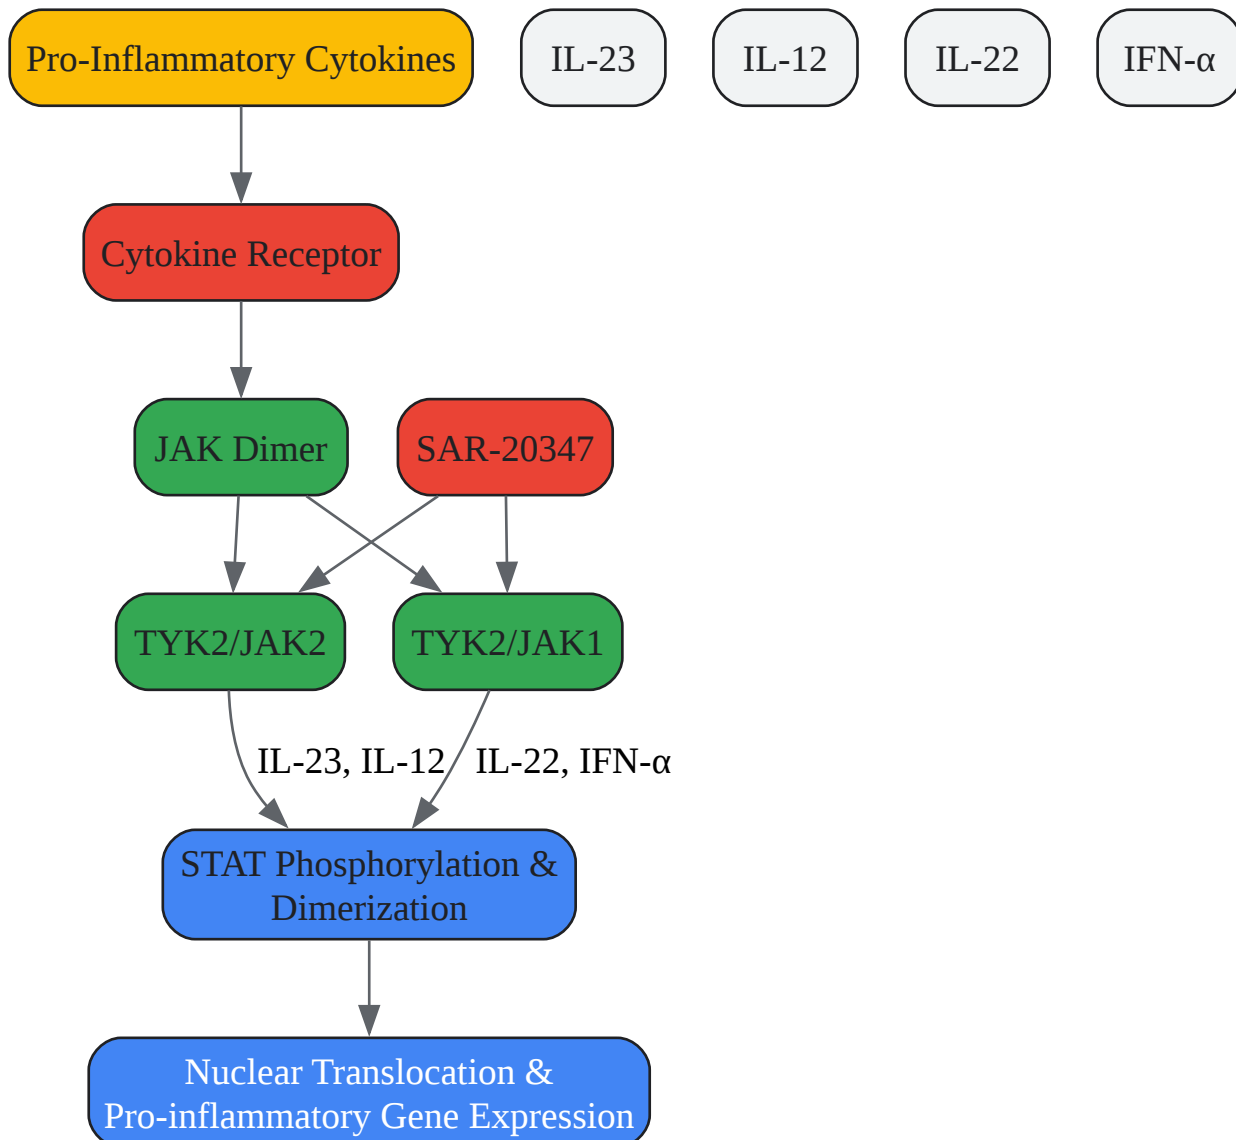 Pro-Inflammatory Cytokines
IL-23
IL-12
IL-22
IFN-α
Cytokine Receptor
JAK Dimer
SAR-20347
TYK2/JAK2
TYK2/JAK1
IL-23, IL-12
IL-22, IFN-α
STAT Phosphorylation &
Dimerization
Nuclear Translocation &
Pro-inflammatory Gene Expression